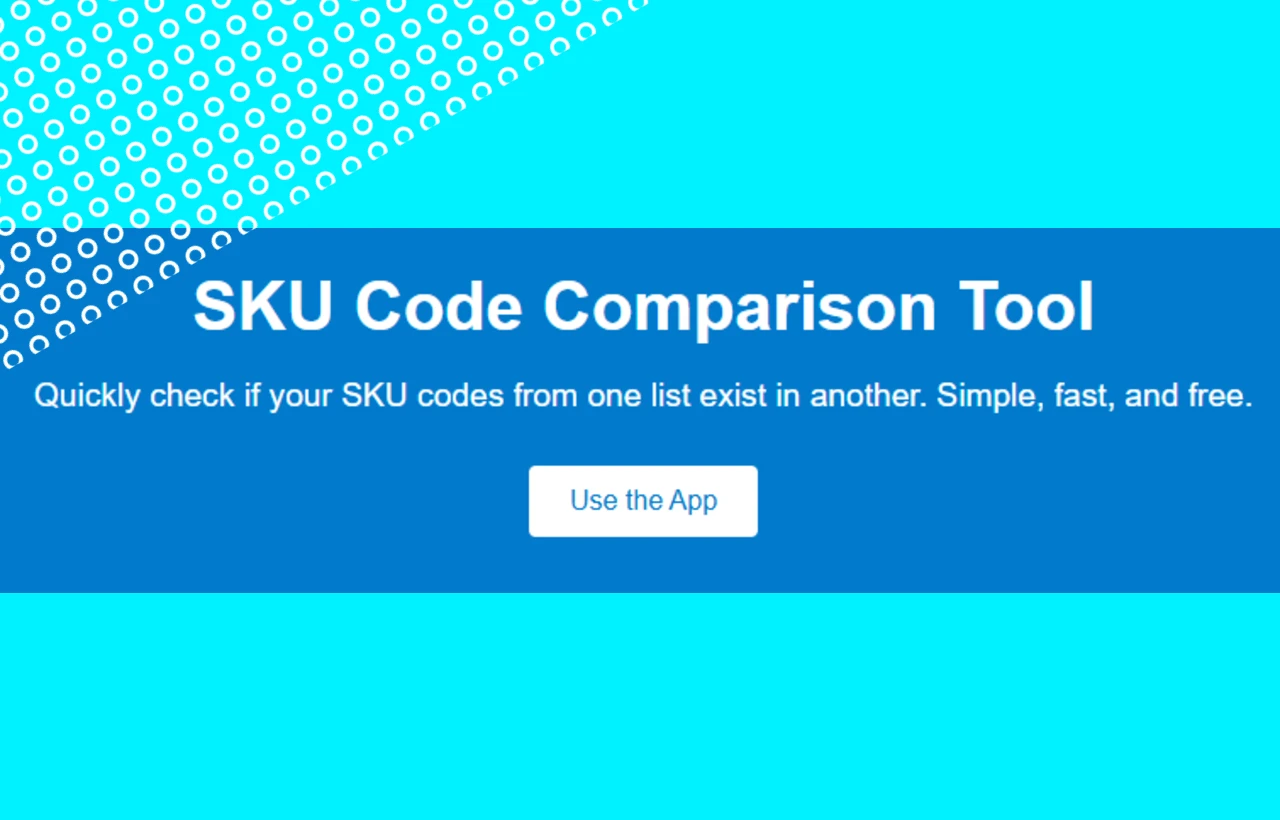 SKU Code Comparison Tool
Quickly check if your SKU codes from one list exist in another. Simple, fast, and free.
Use the App